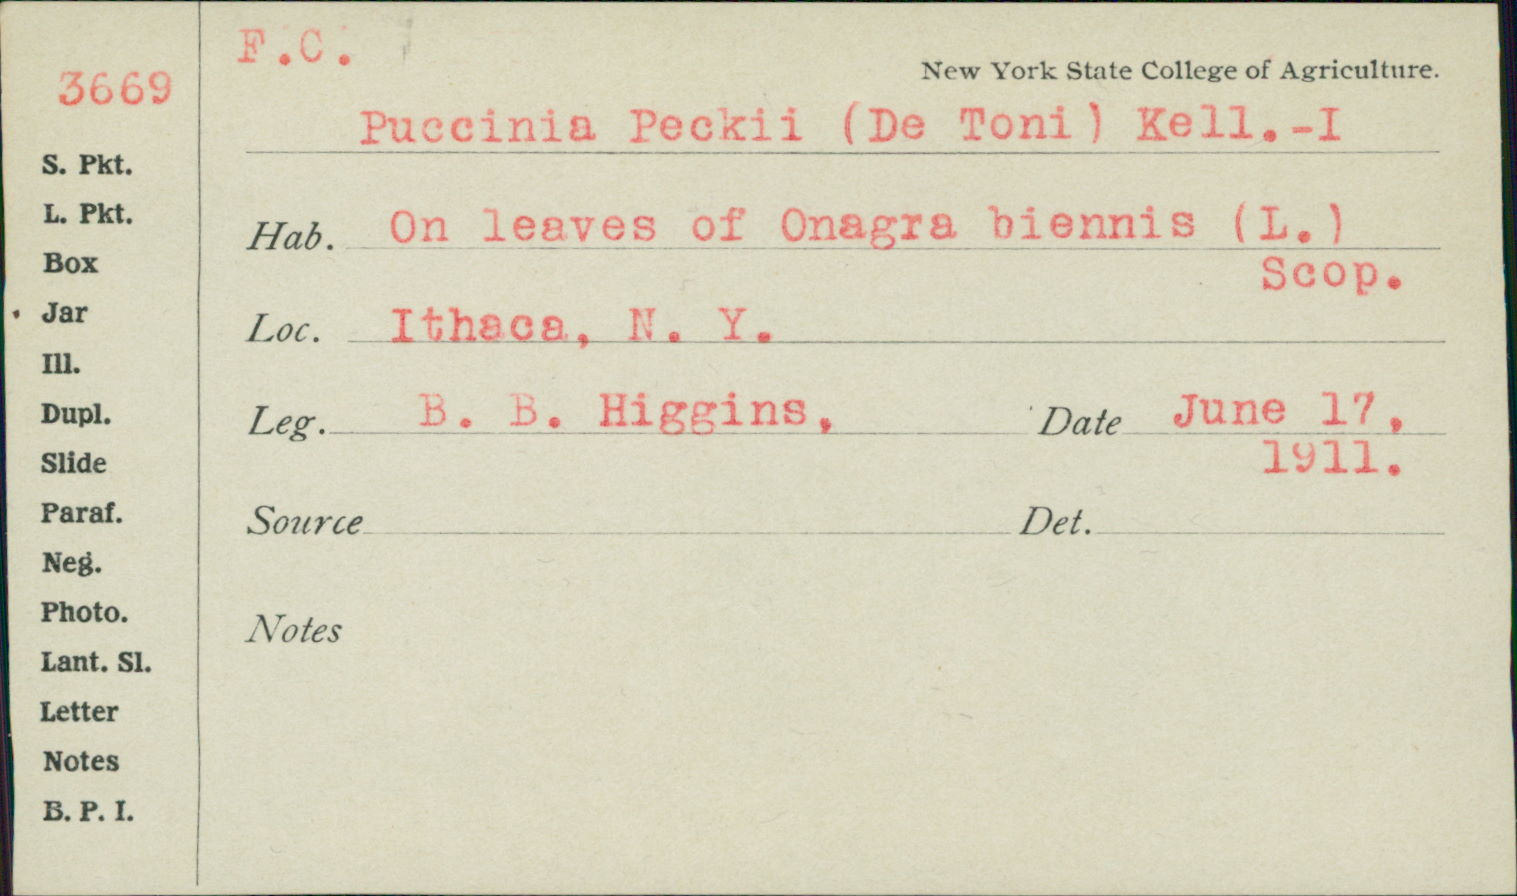 F.C.
3669
New York State College of Agriculture.
Puccinia Peckii (De Toni) Kell.-I
S. Pkt.
L. Pkt.
Hab. On leaves of Onagra biennis (L.)
Scop.
Box
Jar
Loc. Ithaca, N. Y.
Ill.
Dupl.
Leg. B. B. Higgins, Date June 17,
1911.
Slide
Paraf.
Source Det.
Neg.
Photo.
Notes
Lant. Sl.
Letter
Notes
B. P. I.